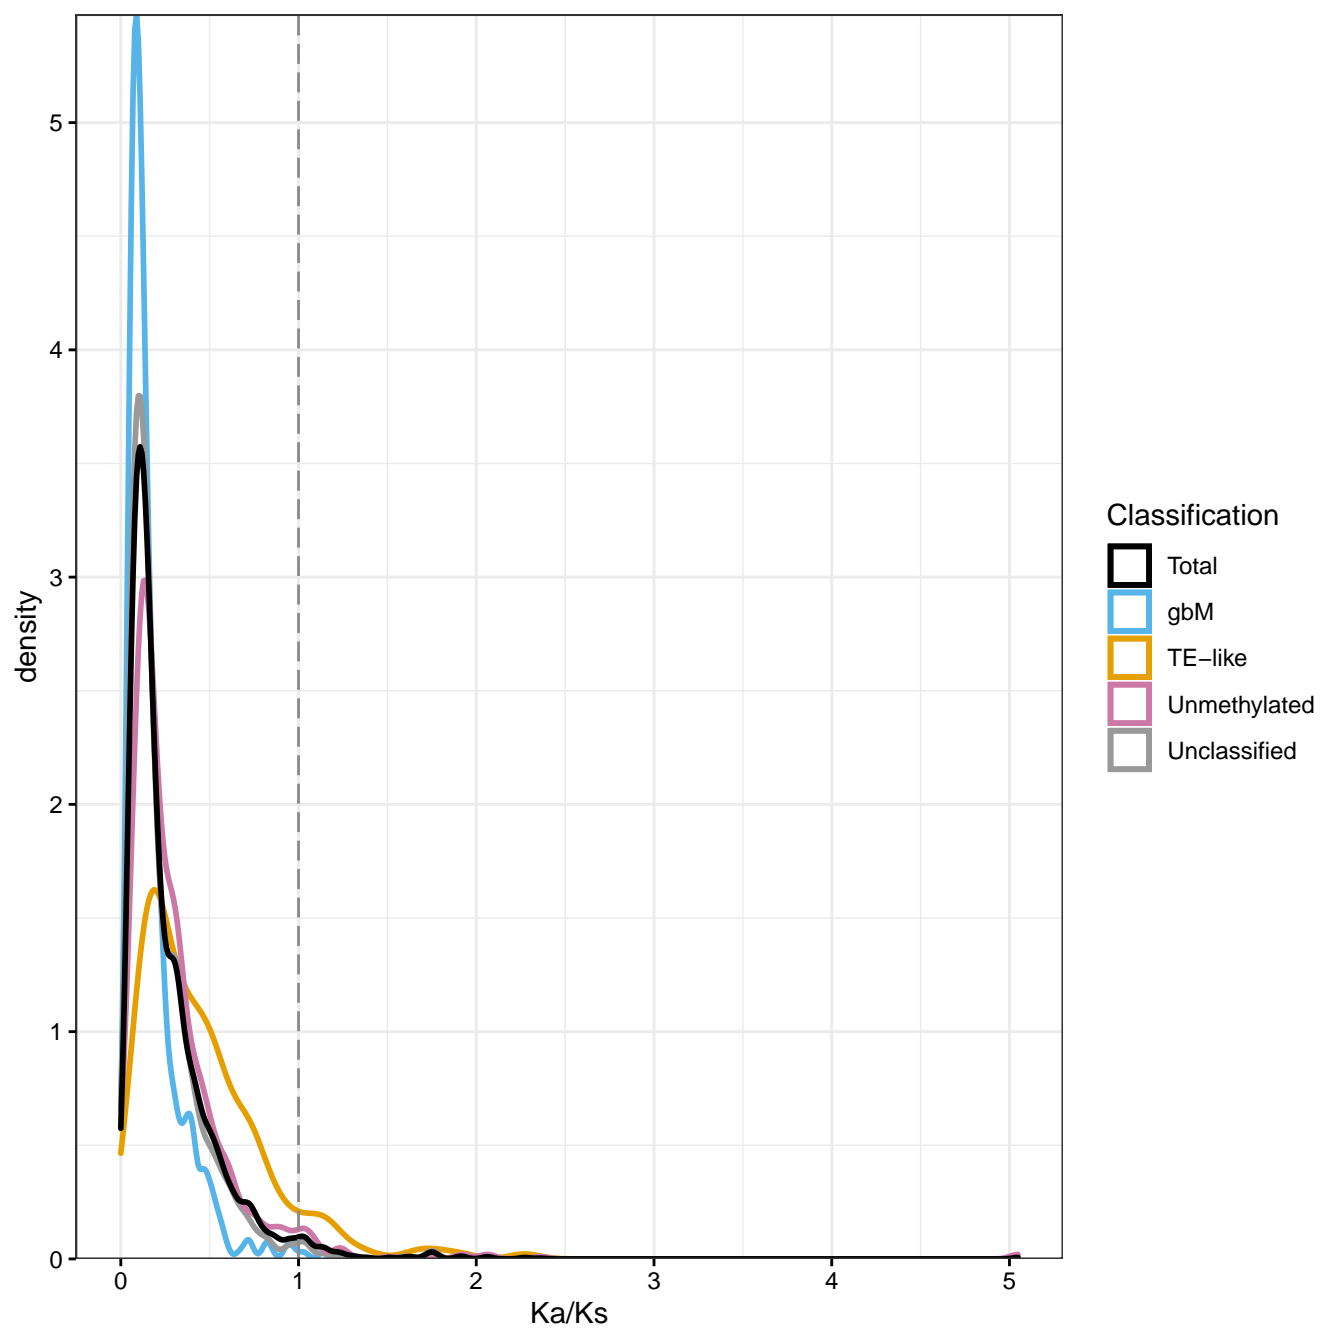 5
4
3
2
1
0
density
0 1 2 3 4 5
Ka/Ks
Classification
Total
gbM
TE−like
Unmethylated
Unclassified